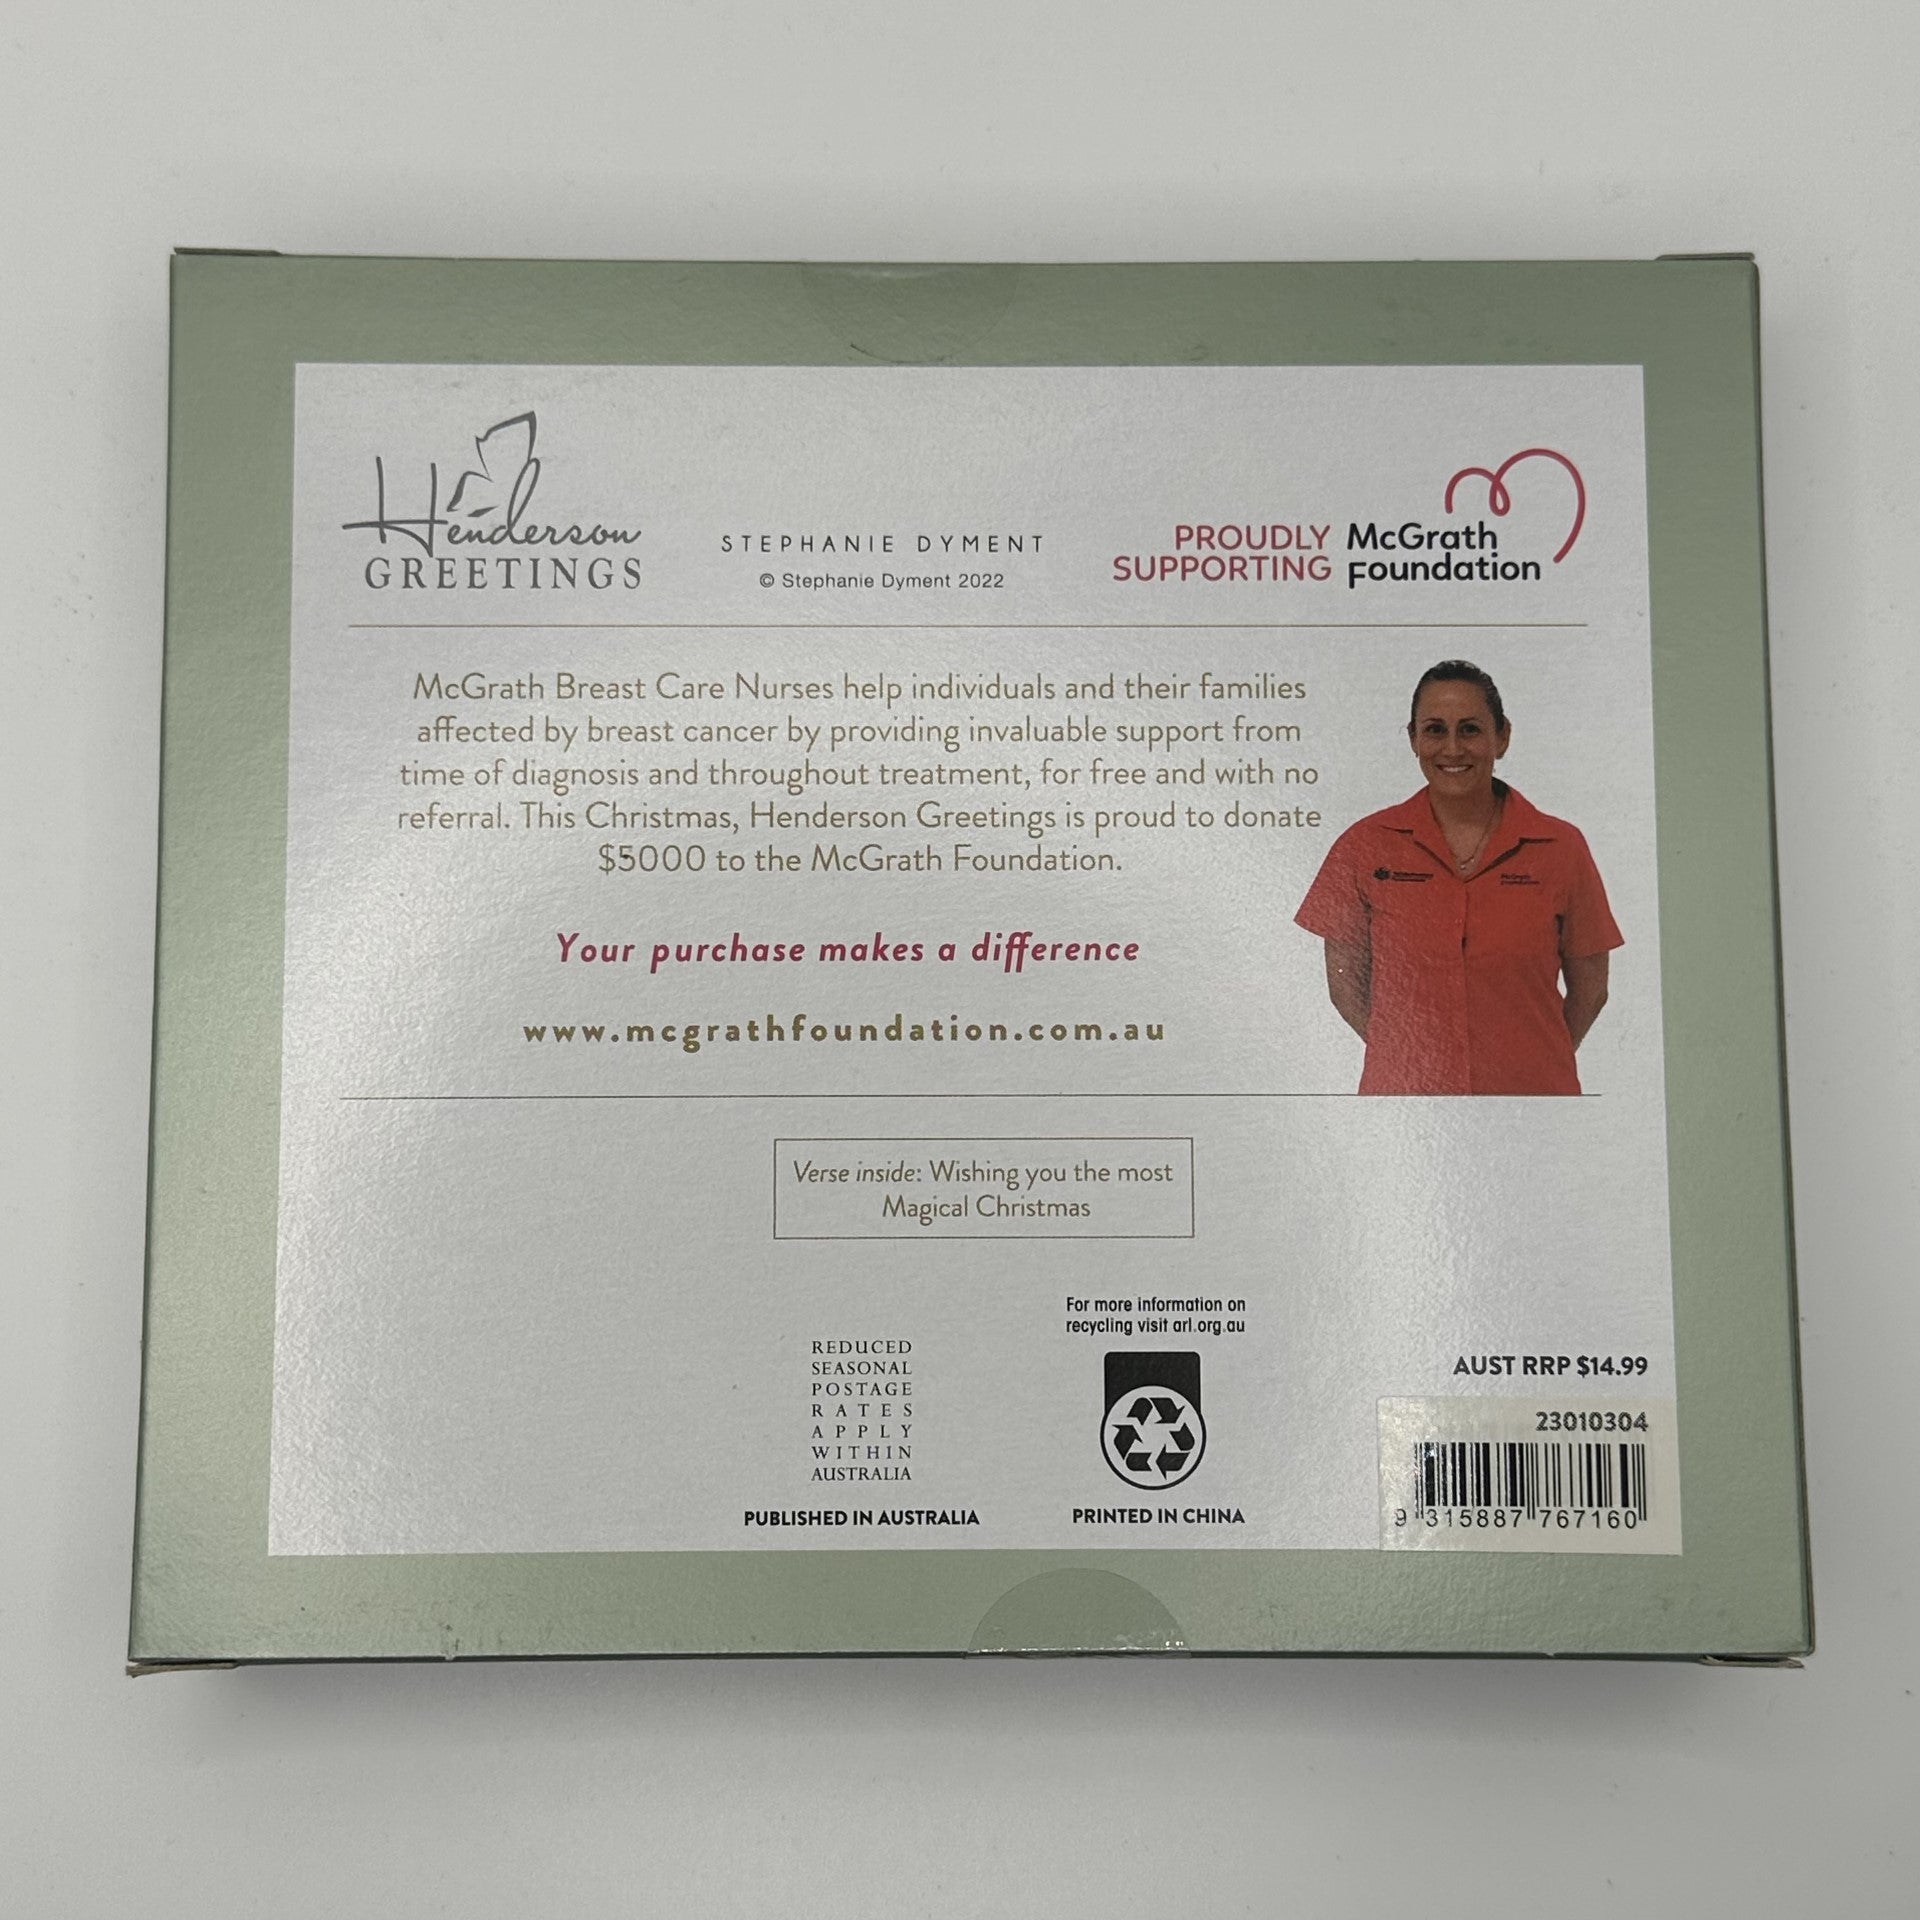 Henderson
GREETINGS
STEPHANIE DYMENT
© Stephanie Dyment 2022
PROUDLY
SUPPORTING
McGrath
Foundation
McGrath Breast Care Nurses help individuals and their families
affected by breast cancer by providing invaluable support from
time of diagnosis and throughout treatment, for free and with no
referral. This Christmas, Henderson Greetings is proud to donate
$5000 to the McGrath Foundation.
Your purchase makes a difference
www.mcgrathfoundation.com.au
McGrath
Foundation
Verse inside: Wishing you the most
Magical Christmas
REDUCED
SEASONAL
POSTAGE
RATES
APPLY
WITHIN
AUSTRALIA
PUBLISHED IN AUSTRALIA
For more information on
recycling visit arl.org.au
PRINTED IN CHINA
AUST RRP $14.99
23010304
9 315887 767160